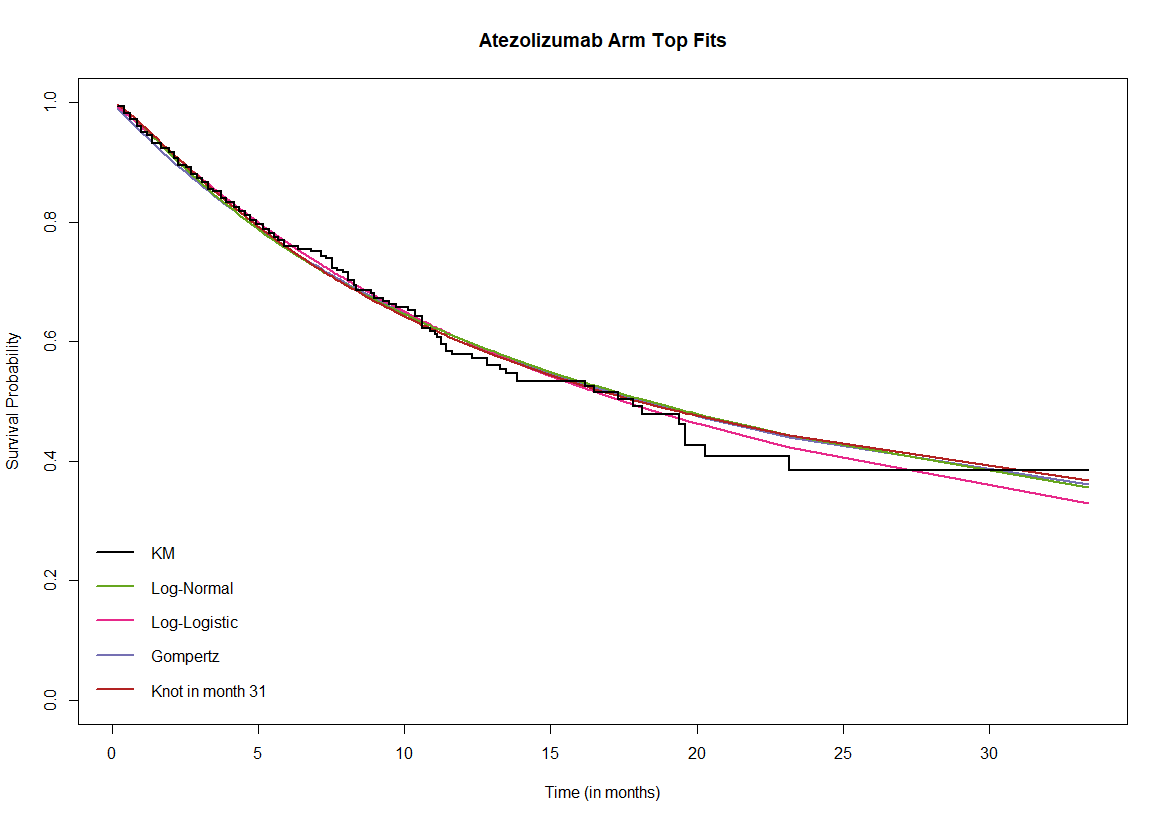 Atezolizumab Arm Top Fits
Survival Probability
1.0
0.8
0.6
0.4
0.2
0.0
KM
Log-Normal
Log-Logistic
Gompertz
Knot in month 31
0 5 10 15 20 25 30
Time (in months)